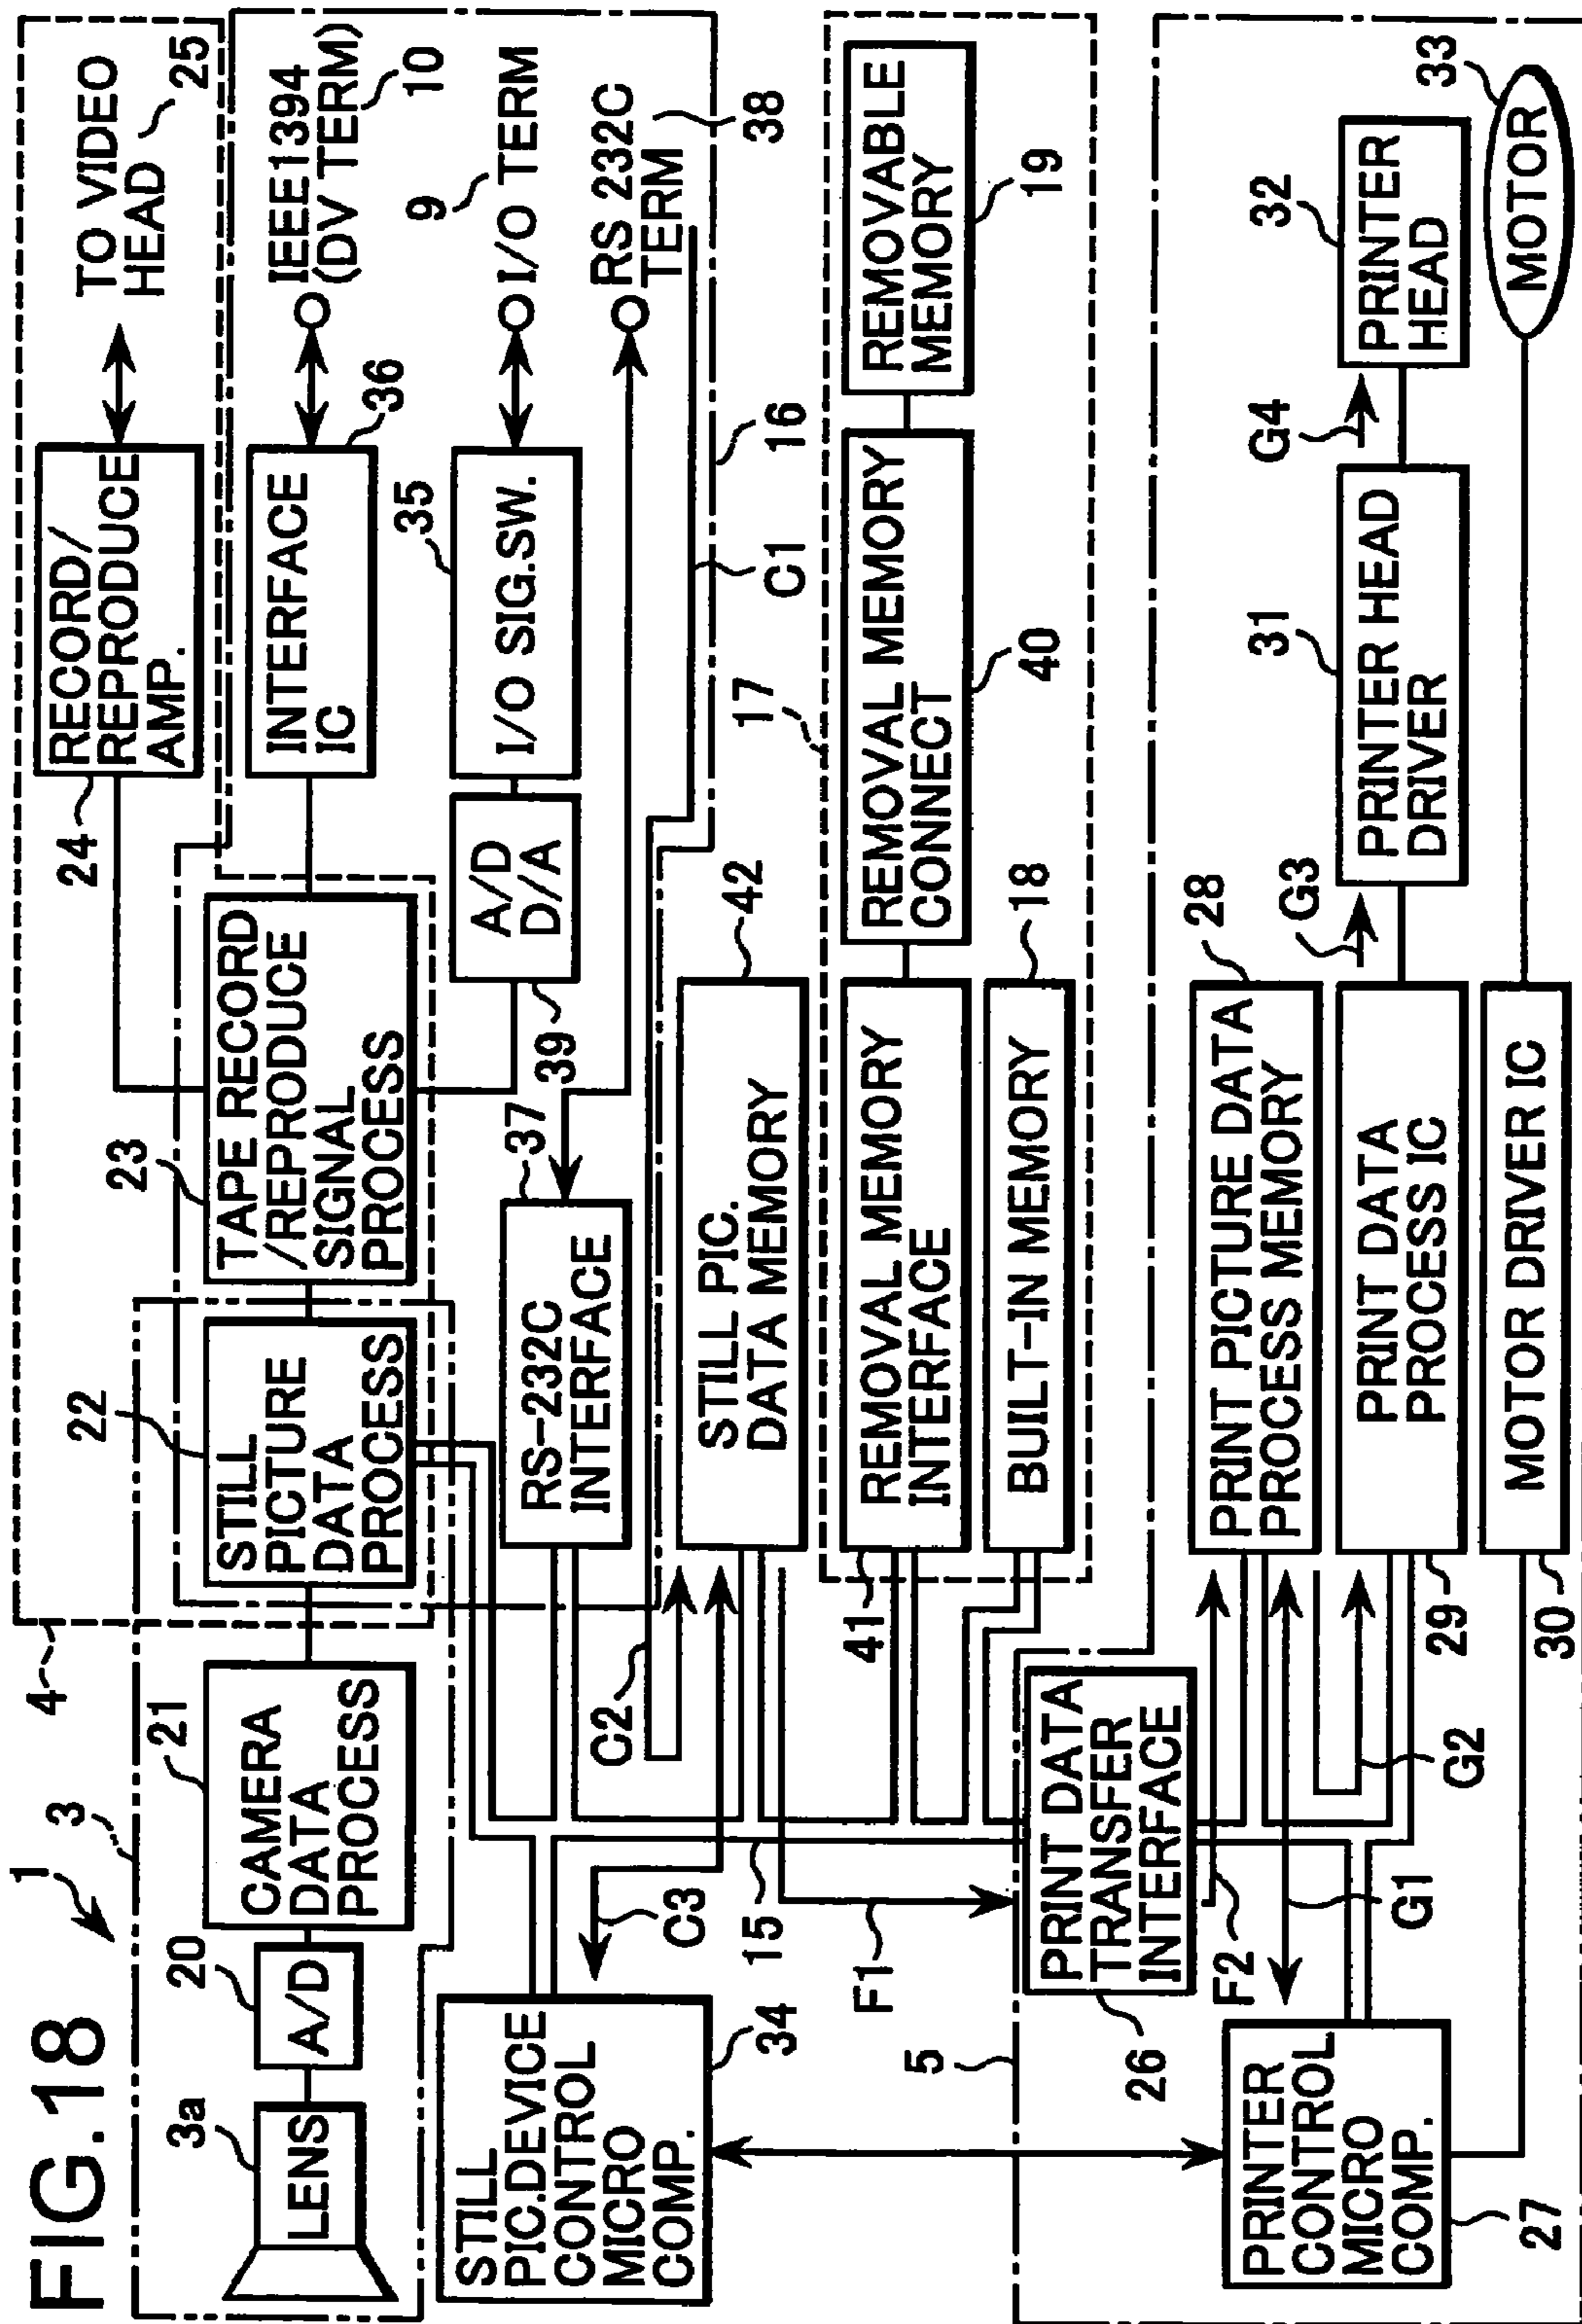 FIG.18
1
3
4
3a
LENS
20
A/D
21
CAMERA
DATA
PROCESS
22
STILL
PICTURE
DATA
PROCESS
23
TAPE RECORD
/REPRODUCE
SIGNAL
PROCESS
24
RECORD/
REPRODUCE
AMP.
TO VIDEO
HEAD
25
INTERFACE
IC
36
IEEE1394
(DV TERM)
10
A/D
D/A
39
35
I/O SIG.SW.
9
I/O TERM
RS 232C
TERM
38
37
RS-232C
INTERFACE
C1
16
C2
C3
STILL
PIC.DEVICE
CONTROL
MICRO
COMP.
34
STILL PIC.
DATA MEMORY
42
17
REMOVAL MEMORY
INTERFACE
41
REMOVAL MEMORY
CONNECT
40
REMOVABLE
MEMORY
19
BUILT-IN MEMORY
18
15
F1
5
PRINT DATA
TRANSFER
INTERFACE
26
F2
G1
G2
PRINTER
CONTROL
MICRO
COMP.
27
PRINT PICTURE DATA
PROCESS MEMORY
28
PRINT DATA
PROCESS IC
29
MOTOR DRIVER IC
30
G3
31
PRINTER HEAD
DRIVER
G4
32
PRINTER
HEAD
33
MOTOR